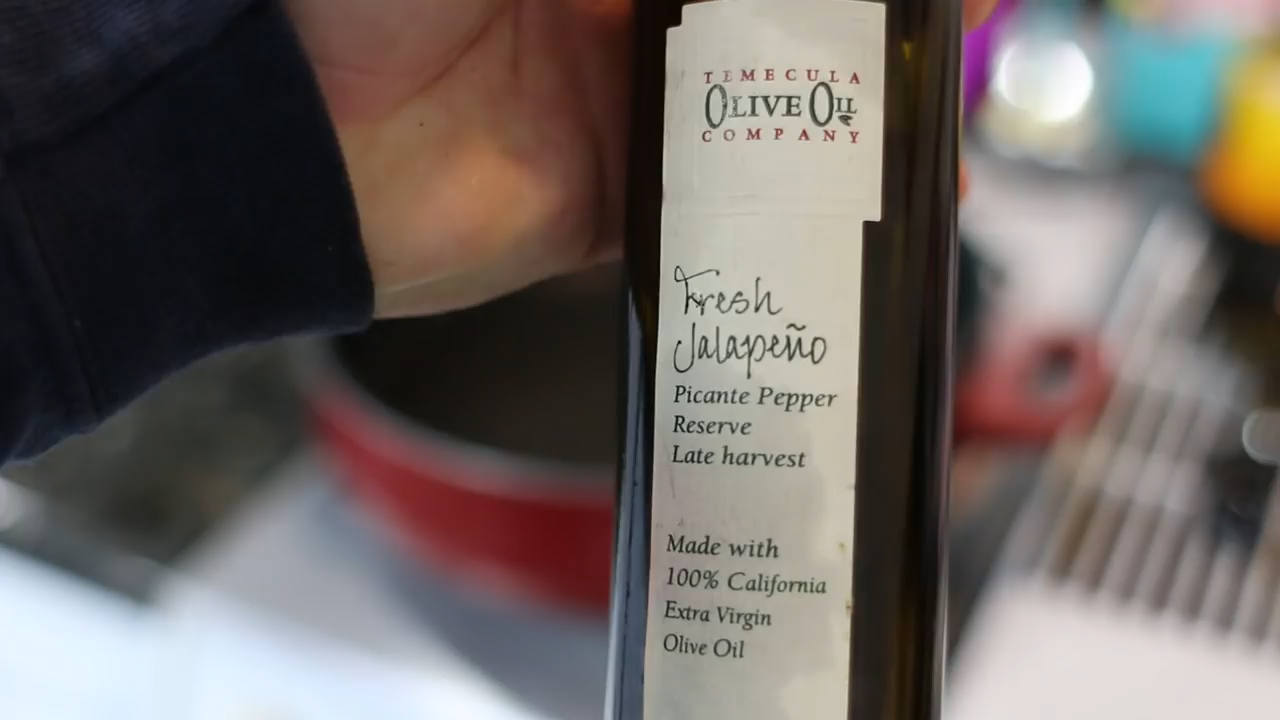 TEMECULA
OLIVE OIL
COMPANY
Fresh
Jalapeño
Picante Pepper
Reserve
Late harvest
Made with
100% California
Extra Virgin
Olive Oil